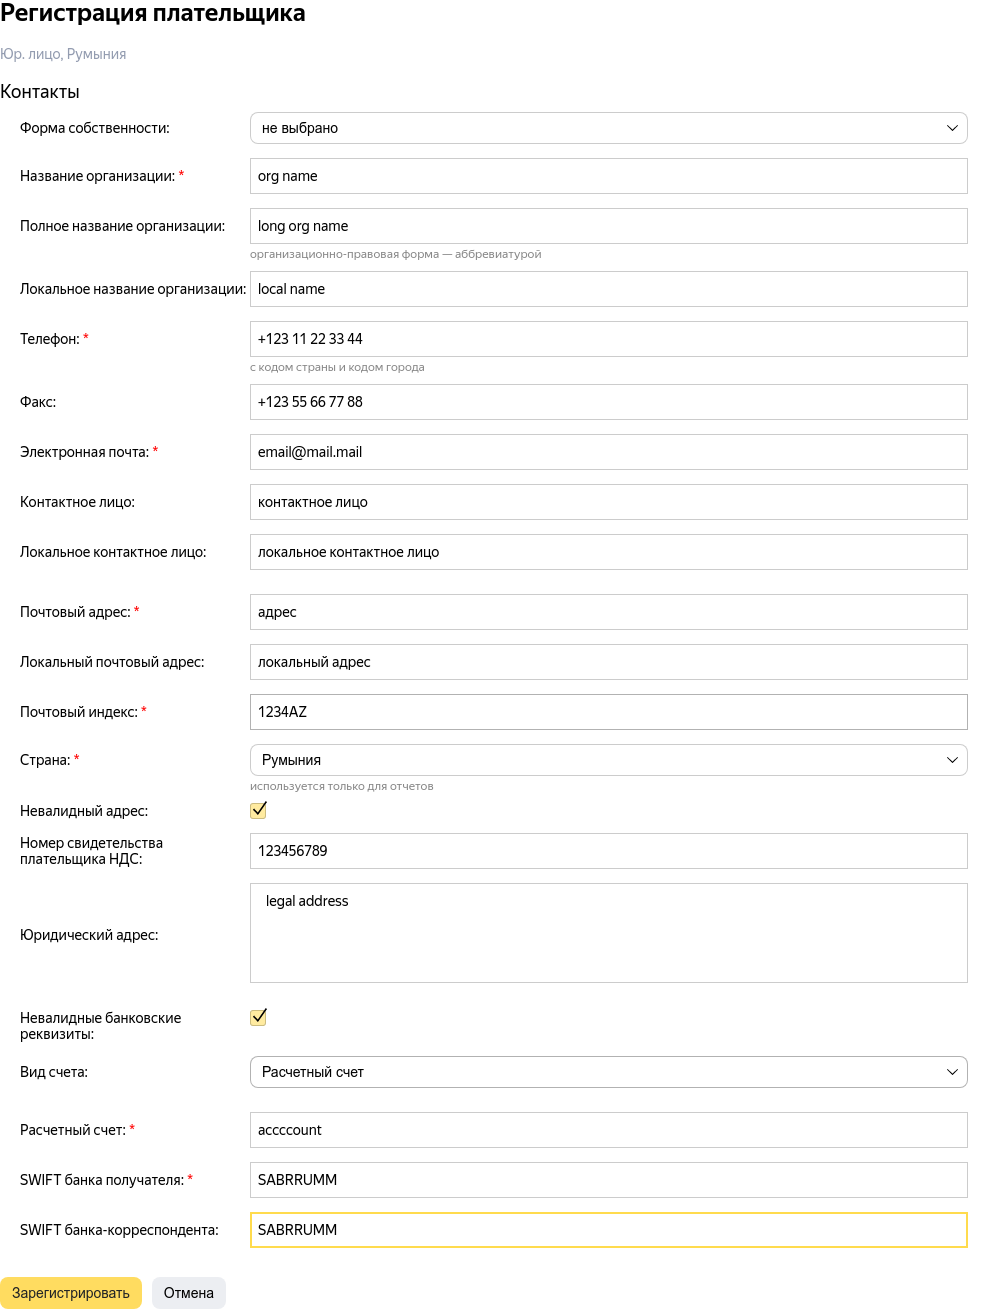 Регистрация плательщика
Юр. лицо, Румыния
Контакты
Форма собственности: не выбрано
Название организации: * org name
Полное название организации: long org name
организационно-правовая форма — аббревиатурой
Локальное название организации: local name
Телефон: * +123 11 22 33 44
с кодом страны и кодом города
Факс: +123 55 66 77 88
Электронная почта: * email@mail.mail
Контактное лицо: контактное лицо
Локальное контактное лицо: локальное контактное лицо
Почтовый адрес: * адрес
Локальный почтовый адрес: локальный адрес
Почтовый индекс: * 1234AZ
Страна: * Румыния
используется только для отчетов
Невалидный адрес:
Номер свидетельства
плательщика НДС: 123456789
legal address
Юридический адрес:
Невалидные банковские
реквизиты:
Вид счета: Расчетный счет
Расчетный счет: * acccсount
SWIFT банка получателя: * SABRRUMM
SWIFT банка-корреспондента: SABRRUMM
Зарегистрировать Отмена